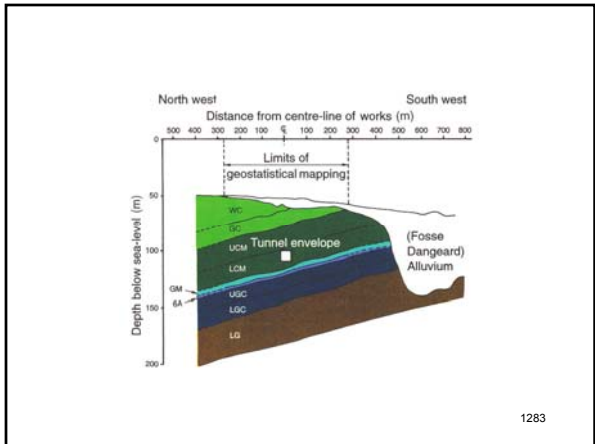 North west South west
Distance from centre-line of works (m)
500 400 300 200 100 0 100 200 300 400 500 600 700 800
℄
0
Limits of
geostatistical mapping
50
WC
GC
UCM
Tunnel envelope
(Fosse
Dangeard)
Alluvium
100
LCM
GM
6A
UGC
LGC
150
LG
200
Depth below sea-level (m)
1283